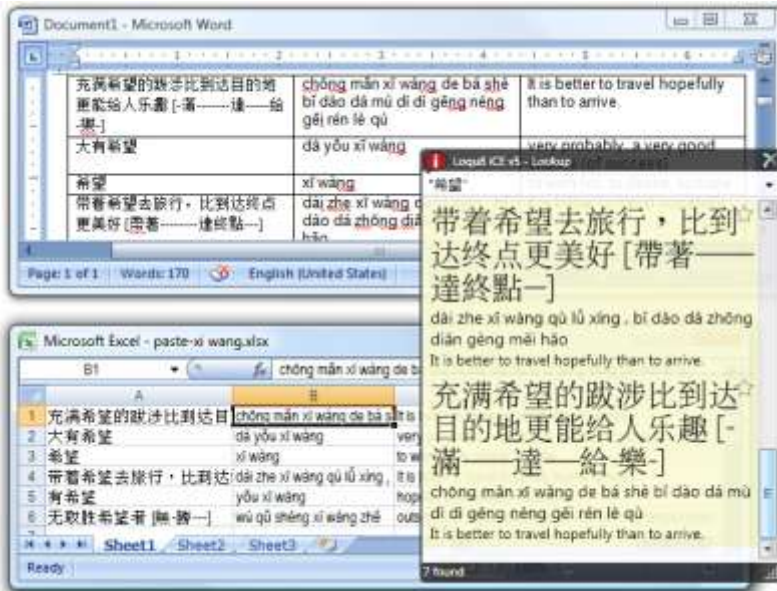 Document1 - Microsoft Word
充满希望的跋涉比到达目的地
更能给人乐趣 [-滿-------達----給
-樂-]
chōng mǎn xī wàng de bá shè
bǐ dào dá mù dì dì gèng néng
gěi rén lè qù
It is better to travel hopefully
than to arrive.
大有希望
dà yǒu xī wàng
very probably, a very good
希望
xī wàng
带着希望去旅行，比到达终点
更美好 [帶著--------達終點---]
dài zhe xī wàng
dào dá zhōng
Page: 1 of 1 Words: 170 English (United States)
Loqu8 iCE v5 - Lookup
"希望"
带着希望去旅行，比到
达终点更美好 [帶著——
達終點—]
dài zhe xī wàng qù lǚ xíng , bǐ dào dá zhōng
diǎn gèng měi hǎo
It is better to travel hopefully than to arrive.
充满希望的跋涉比到达
目的地更能给人乐趣 [-
滿——達—給-樂-]
chōng mǎn xī wàng de bá shè bǐ dào dá mù
dì dì gèng néng gěi rén lè qù
It is better to travel hopefully than to arrive.
7 found
Microsoft Excel - paste-xi wang.xlsx
B1 fx chōng mǎn xī wàng de b
A B
1 充满希望的跋涉比到达目 chōng mǎn xī wàng de bá s It is
2 大有希望 dà yǒu xī wàng very
3 希望 xī wàng to w
4 带着希望去旅行，比到达 dài zhe xī wàng qù lǚ xíng , It is
5 有希望 yǒu xī wàng hop
6 无取胜希望者 [無-勝---] wú qǔ shèng xī wàng zhě outs
Sheet1 Sheet2 Sheet3
Ready